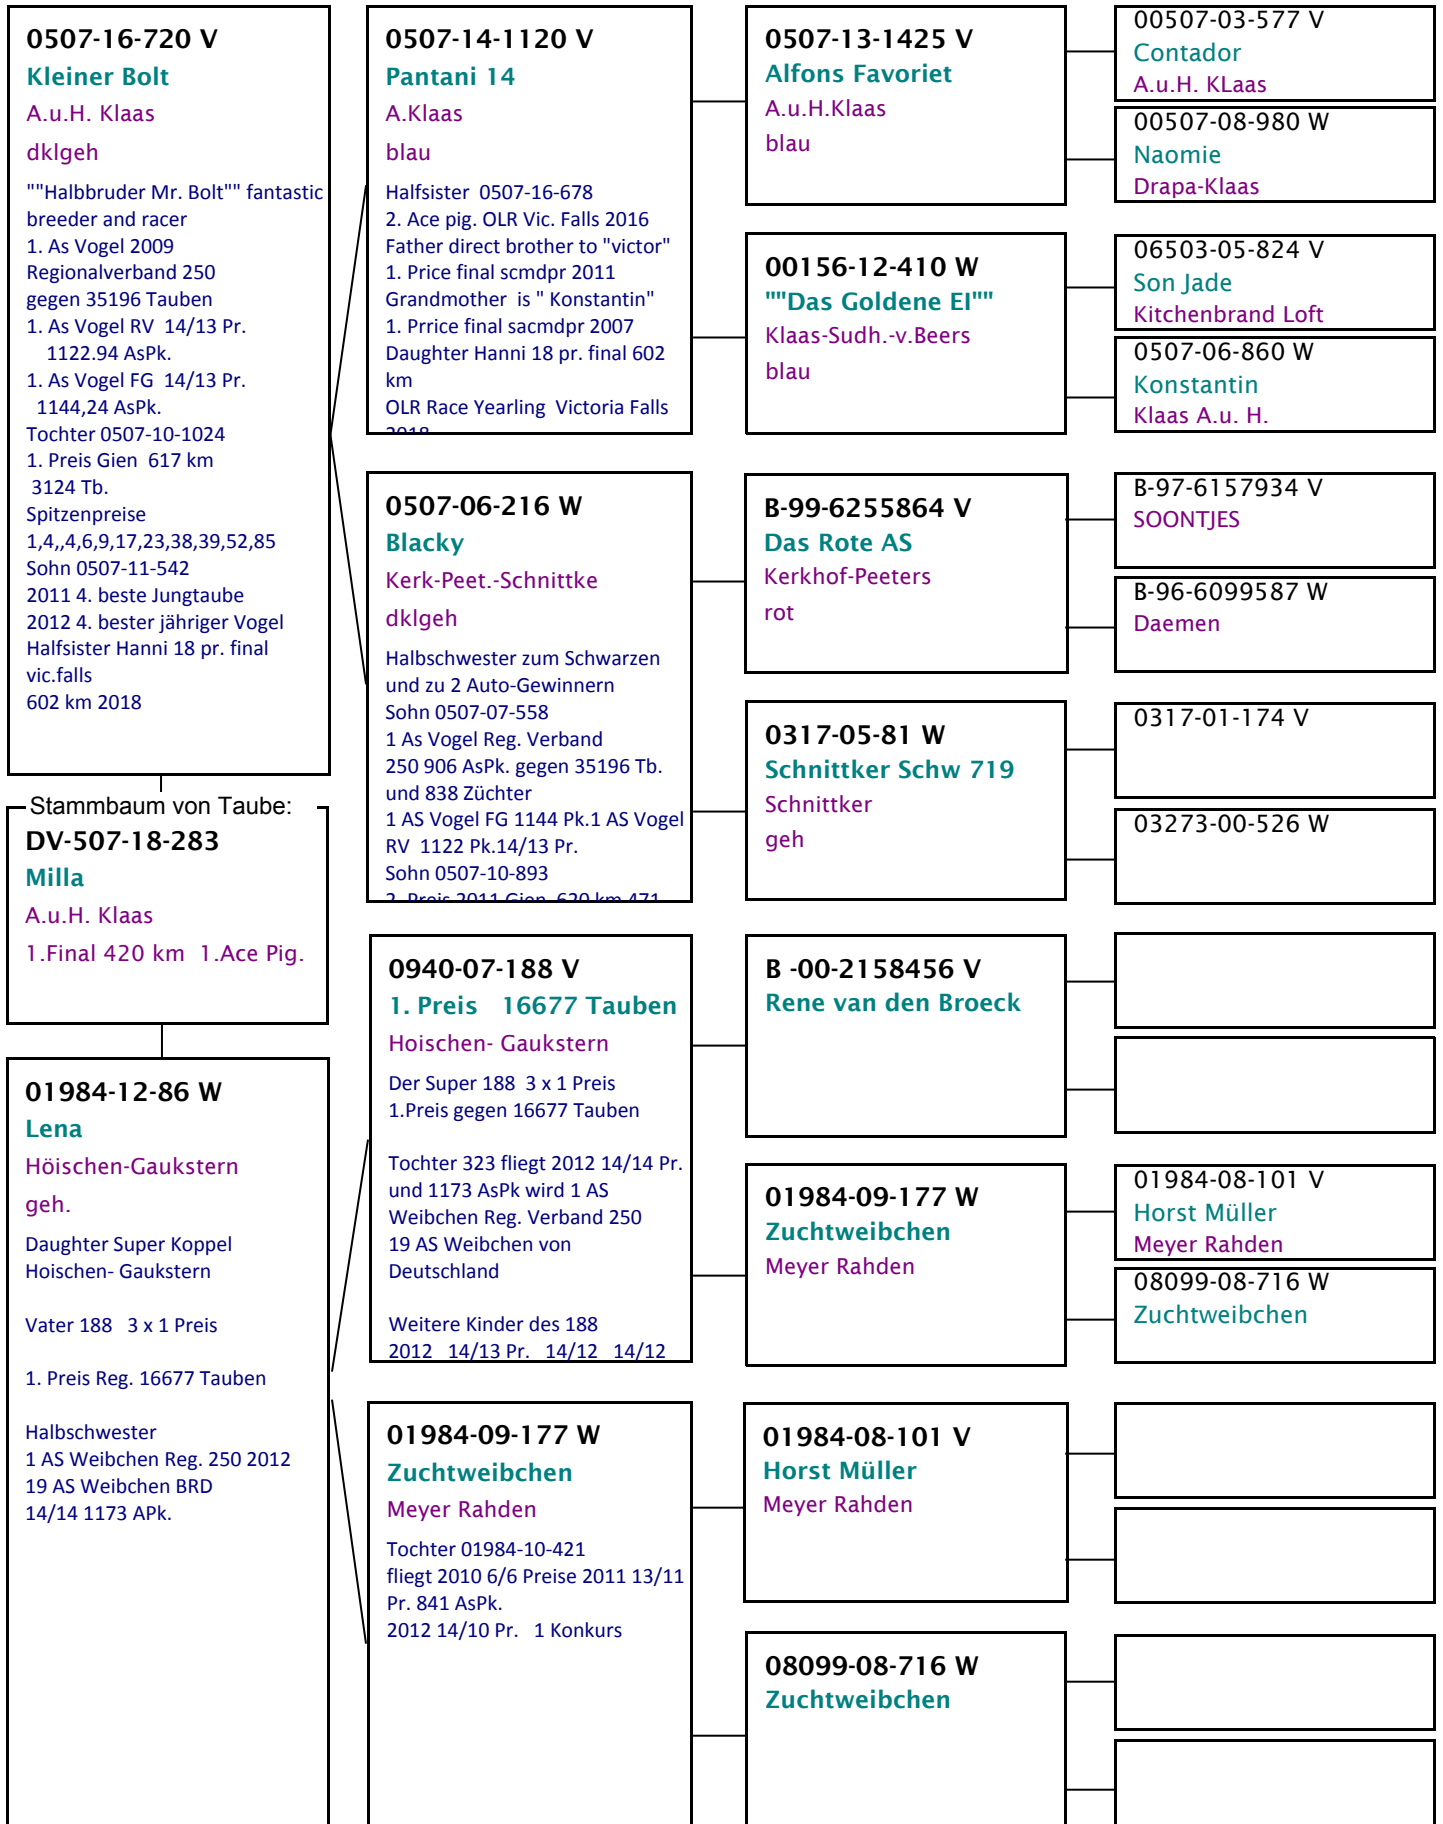 0507-16-720 V
Kleiner Bolt
A.u.H. Klaas
dklgeh
""Halbbruder Mr. Bolt"" fantastic
breeder and racer
1. As Vogel 2009
Regionalverband 250
gegen 35196 Tauben
1. As Vogel RV 14/13 Pr.
1122.94 AsPk.
1. As Vogel FG 14/13 Pr.
1144,24 AsPk.
Tochter 0507-10-1024
1. Preis Gien 617 km
3124 Tb.
Spitzenpreise
1,4,,4,6,9,17,23,38,39,52,85
Sohn 0507-11-542
2011 4. beste Jungtaube
2012 4. bester jähriger Vogel
Halfsister Hanni 18 pr. final
vic.falls
602 km 2018
Stammbaum von Taube:
DV-507-18-283
Milla
A.u.H. Klaas
1.Final 420 km 1.Ace Pig.
01984-12-86 W
Lena
Höischen-Gaukstern
geh.
Daughter Super Koppel
Hoischen- Gaukstern
Vater 188 3 x 1 Preis
1. Preis Reg. 16677 Tauben
Halbschwester
1 AS Weibchen Reg. 250 2012
19 AS Weibchen BRD
14/14 1173 APk.
0507-14-1120 V
Pantani 14
A.Klaas
blau
Halfsister 0507-16-678
2. Ace pig. OLR Vic. Falls 2016
Father direct brother to "victor"
1. Price final scmdpr 2011
Grandmother is " Konstantin"
1. Prrice final sacmdpr 2007
Daughter Hanni 18 pr. final 602
km
OLR Race Yearling Victoria Falls
2018
0507-06-216 W
Blacky
Kerk-Peet.-Schnittke
dklgeh
Halbschwester zum Schwarzen
und zu 2 Auto-Gewinnern
Sohn 0507-07-558
1 As Vogel Reg. Verband
250 906 AsPk. gegen 35196 Tb.
und 838 Züchter
1 AS Vogel FG 1144 Pk.1 AS Vogel
RV 1122 Pk.14/13 Pr.
Sohn 0507-10-893
2. Preis 2011 Gien 620 km 471
0940-07-188 V
1. Preis 16677 Tauben
Hoischen- Gaukstern
Der Super 188 3 x 1 Preis
1.Preis gegen 16677 Tauben
Tochter 323 fliegt 2012 14/14 Pr.
und 1173 AsPk wird 1 AS
Weibchen Reg. Verband 250
19 AS Weibchen von
Deutschland
Weitere Kinder des 188
2012 14/13 Pr. 14/12 14/12
01984-09-177 W
Zuchtweibchen
Meyer Rahden
Tochter 01984-10-421
fliegt 2010 6/6 Preise 2011 13/11
Pr. 841 AsPk.
2012 14/10 Pr. 1 Konkurs
0507-13-1425 V
Alfons Favoriet
A.u.H.Klaas
blau
00156-12-410 W
""Das Goldene EI""
Klaas-Sudh.-v.Beers
blau
B-99-6255864 V
Das Rote AS
Kerkhof-Peeters
rot
0317-05-81 W
Schnittker Schw 719
Schnittker
geh
B -00-2158456 V
Rene van den Broeck
01984-09-177 W
Zuchtweibchen
Meyer Rahden
01984-08-101 V
Horst Müller
Meyer Rahden
08099-08-716 W
Zuchtweibchen
00507-03-577 V
Contador
A.u.H. KLaas
00507-08-980 W
Naomie
Drapa-Klaas
06503-05-824 V
Son Jade
Kitchenbrand Loft
0507-06-860 W
Konstantin
Klaas A.u. H.
B-97-6157934 V
SOONTJES
B-96-6099587 W
Daemen
0317-01-174 V
03273-00-526 W
01984-08-101 V
Horst Müller
Meyer Rahden
08099-08-716 W
Zuchtweibchen